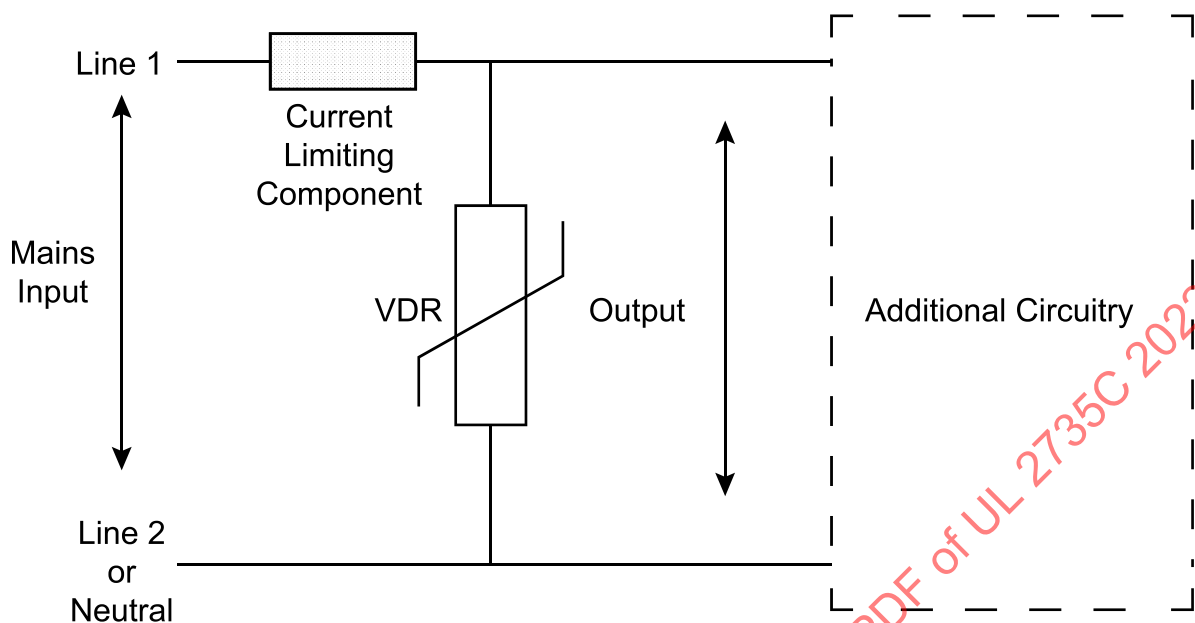 Line 1
Current
Limiting
Component
Mains
Input
VDR
Output
Additional Circuitry
Line 2
or
Neutral
PDF of UL 2735C 202